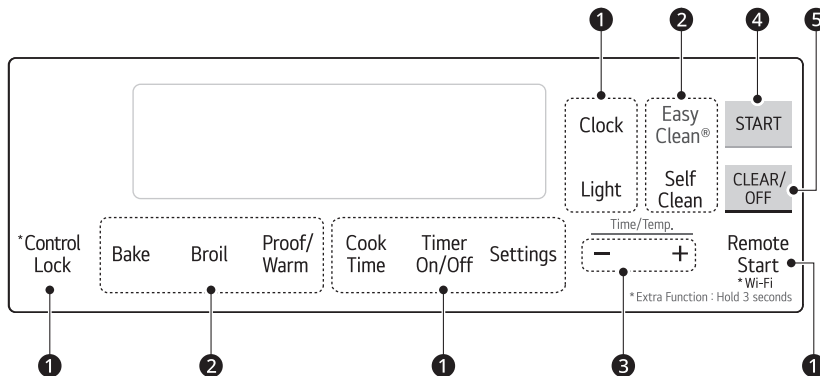 1 2 4 5
Clock
Light
Easy
Clean®
Self
Clean
START
CLEAR/
OFF
*Control
Lock
Bake
Broil
Proof/
Warm
Cook
Time
Timer
On/Off
Settings
Time/Temp.
− +
Remote
Start
*Wi-Fi
*Extra Function : Hold 3 seconds
1 2 1 3 1